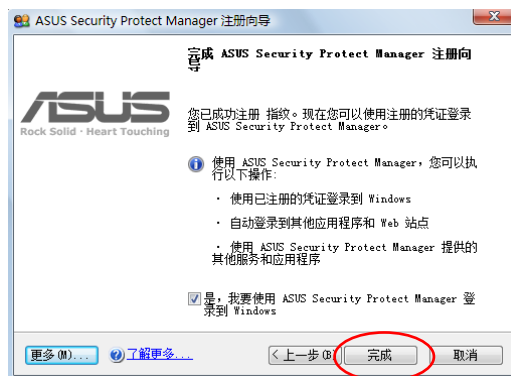 ASUS Security Protect Manager 注册向导
完成 ASUS Security Protect Manager 注册向
导
ASUS
Rock Solid · Heart Touching
您已成功注册 指纹。现在您可以使用注册的凭证登录
到 ASUS Security Protect Manager。
使用 ASUS Security Protect Manager，您可以执
行以下操作:
· 使用已注册的凭证登录到 Windows
· 自动登录到其他应用程序和 Web 站点
· 使用 ASUS Security Protect Manager 提供的
其他服务和应用程序
是，我要使用 ASUS Security Protect Manager 登
录到 Windows
更多(M)... 了解更多... <上一步(B) 完成 取消